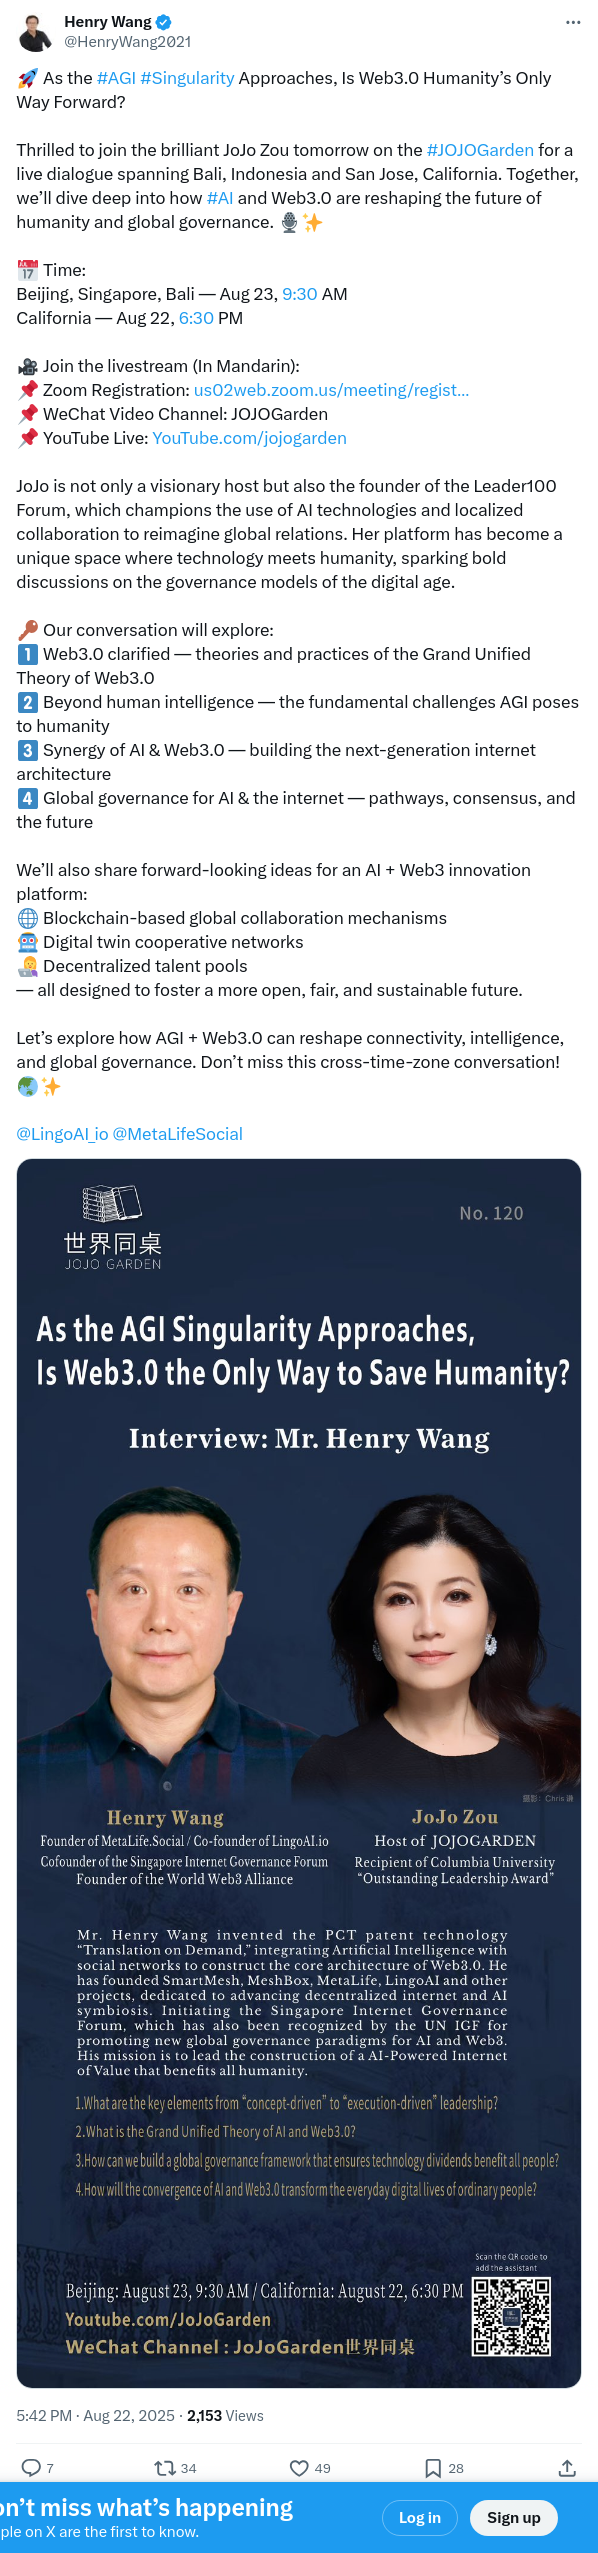 Henry Wang
@HenryWang2021
🚀 As the #AGI #Singularity Approaches, Is Web3.0 Humanity’s Only
Way Forward?
Thrilled to join the brilliant JoJo Zou tomorrow on the #JOJOGarden for a
live dialogue spanning Bali, Indonesia and San Jose, California. Together,
we’ll dive deep into how #AI and Web3.0 are reshaping the future of
humanity and global governance. 🎙️✨
📅 Time:
Beijing, Singapore, Bali — Aug 23, 9:30 AM
California — Aug 22, 6:30 PM
🎥 Join the livestream (In Mandarin):
📌 Zoom Registration: us02web.zoom.us/meeting/regist…
📌 WeChat Video Channel: JOJOGarden
📌 YouTube Live: YouTube.com/jojogarden
JoJo is not only a visionary host but also the founder of the Leader100
Forum, which champions the use of AI technologies and localized
collaboration to reimagine global relations. Her platform has become a
unique space where technology meets humanity, sparking bold
discussions on the governance models of the digital age.
🔑 Our conversation will explore:
1️⃣ Web3.0 clarified — theories and practices of the Grand Unified
Theory of Web3.0
2️⃣ Beyond human intelligence — the fundamental challenges AGI poses
to humanity
3️⃣ Synergy of AI & Web3.0 — building the next-generation internet
architecture
4️⃣ Global governance for AI & the internet — pathways, consensus, and
the future
We’ll also share forward-looking ideas for an AI + Web3 innovation
platform:
🌐 Blockchain-based global collaboration mechanisms
🤖 Digital twin cooperative networks
👩‍💻 Decentralized talent pools
— all designed to foster a more open, fair, and sustainable future.
Let’s explore how AGI + Web3.0 can reshape connectivity, intelligence,
and global governance. Don’t miss this cross-time-zone conversation!
🌏✨
@LingoAI_io @MetaLifeSocial
No. 120
世界同桌
JOJO GARDEN
As the AGI Singularity Approaches,
Is Web3.0 the Only Way to Save Humanity?
Interview: Mr. Henry Wang
攝影：Chris 謙
Henry Wang
Founder of MetaLife.Social / Co-founder of LingoAI.io
Cofounder of the Singapore Internet Governance Forum
Founder of the World Web3 Alliance
JoJo Zou
Host of JOJOGARDEN
Recipient of Columbia University
“Outstanding Leadership Award”
Mr. Henry Wang invented the PCT patent technology
“Translation on Demand,” integrating Artificial Intelligence with
social networks to construct the core architecture of Web3.0. He
has founded SmartMesh, MeshBox, MetaLife, LingoAI and other
projects, dedicated to advancing decentralized internet and AI
symbiosis. Initiating the Singapore Internet Governance
Forum, which has also been recognized by the UN IGF for
promoting new global governance paradigms for AI and Web3.
His mission is to lead the construction of a AI-Powered Internet
of Value that benefits all humanity.
1.What are the key elements from “concept-driven” to “execution-driven” leadership?
2.What is the Grand Unified Theory of AI and Web3.0?
3.How can we build a global governance framework that ensures technology dividends benefit all people?
4.How will the convergence of AI and Web3.0 transform the everyday digital lives of ordinary people?
Scan the QR code to
add the assistant
Beijing: August 23, 9:30 AM / California: August 22, 6:30 PM
Youtube.com/JoJoGarden
WeChat Channel : JoJoGarden世界同桌
5:42 PM · Aug 22, 2025 · 2,153 Views
7 34 49 28
on’t miss what’s happening
ple on X are the first to know.
Log in
Sign up